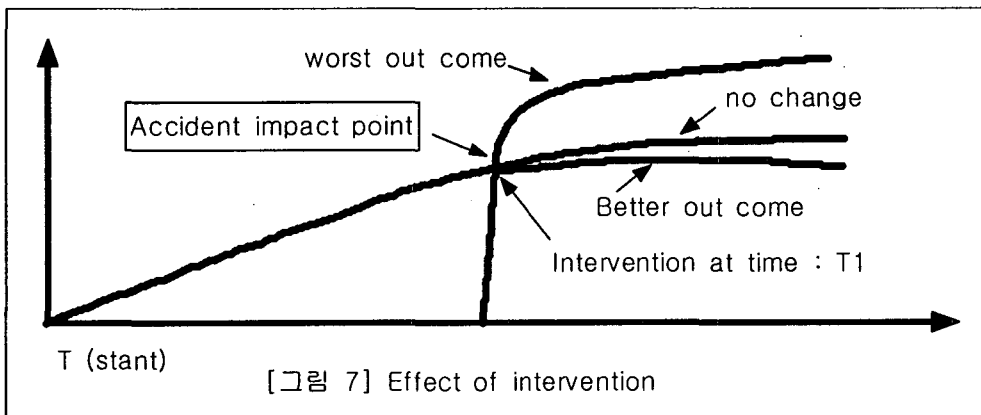 worst out come
no change
Accident impact point
Better out come
Intervention at time : T1
T (stant)
[그림 7] Effect of intervention